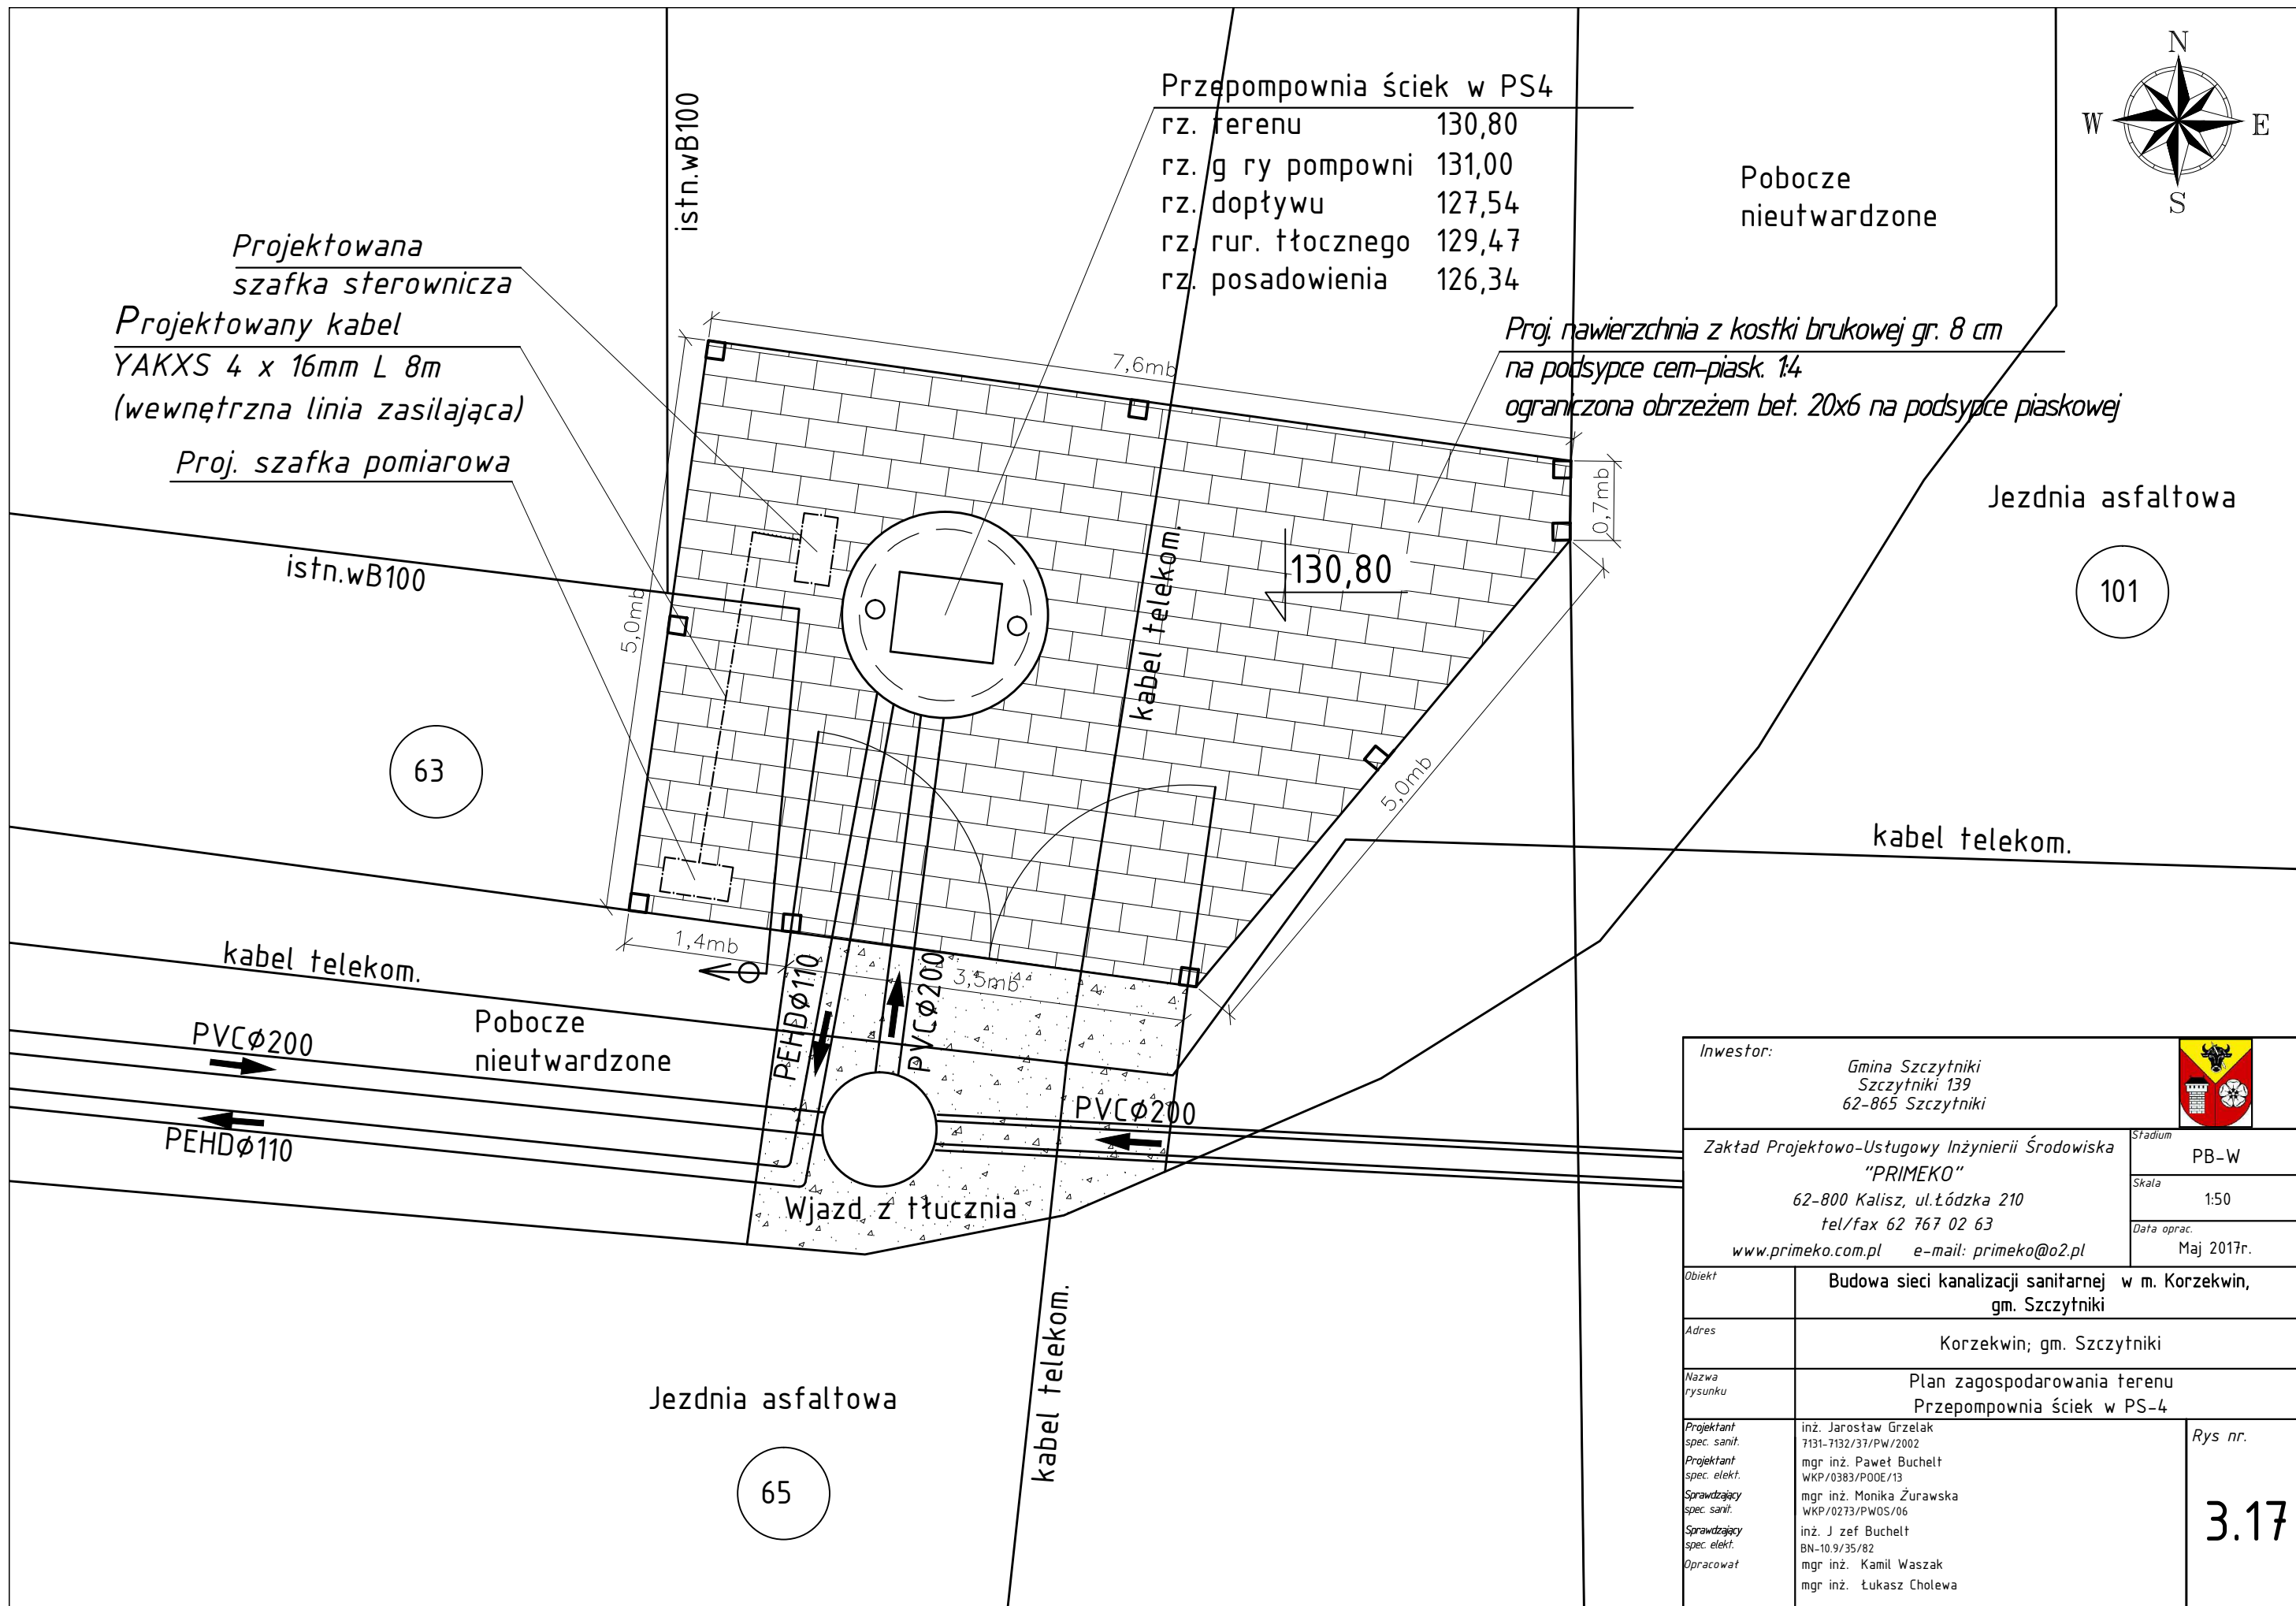 N
W
E
S
Przepompownia ściek w PS4
rz. terenu 130,80
rz. g ry pompowni 131,00
rz. dopływu 127,54
rz. rur. tłocznego 129,47
rz. posadowienia 126,34
istn.wB100
Pobocze
nieutwardzone
Projektowana
szafka sterownicza
Projektowany kabel
YAKXS 4 x 16mm L 8m
(wewnętrzna linia zasilająca)
Proj. szafka pomiarowa
Proj. nawierzchnia z kostki brukowej gr. 8 cm
na podsypce cem-piask. 1:4
ograniczona obrzeżem bet. 20x6 na podsypce piaskowej
7,6mb
0,7mb
Jezdnia asfaltowa
101
istn.wB100
5,0mb
130,80
kabel telekom.
63
5,0mb
kabel telekom.
1,4mb
3,5mb
kabel telekom.
PEHDϕ110
PVCϕ200
PVCϕ200
Pobocze
nieutwardzone
PEHDϕ110
PVCϕ200
Wjazd z tłucznia
kabel telekom.
Jezdnia asfaltowa
65
Inwestor:
Gmina Szczytniki
Szczytniki 139
62-865 Szczytniki
Zakład Projektowo-Usługowy Inżynierii Środowiska
"PRIMEKO"
62-800 Kalisz, ul.Łódzka 210
tel/fax 62 767 02 63
www.primeko.com.pl e-mail: primeko@o2.pl
Stadium
PB-W
Skala
1:50
Data oprac.
Maj 2017r.
Obiekt
Budowa sieci kanalizacji sanitarnej w m. Korzekwin,
gm. Szczytniki
Adres
Korzekwin; gm. Szczytniki
Nazwa
rysunku
Plan zagospodarowania terenu
Przepompownia ściek w PS-4
Projektant
spec. sanit.
inż. Jarosław Grzelak
7131-7132/37/PW/2002
Projektant
spec. elekt.
mgr inż. Paweł Buchelt
WKP/0383/POOE/13
Sprawdzający
spec. sanit.
mgr inż. Monika Żurawska
WKP/0273/PWOS/06
Sprawdzający
spec. elekt.
inż. J zef Buchelt
BN-10.9/35/82
Opracował
mgr inż. Kamil Waszak
mgr inż. Łukasz Cholewa
Rys nr.
3.17